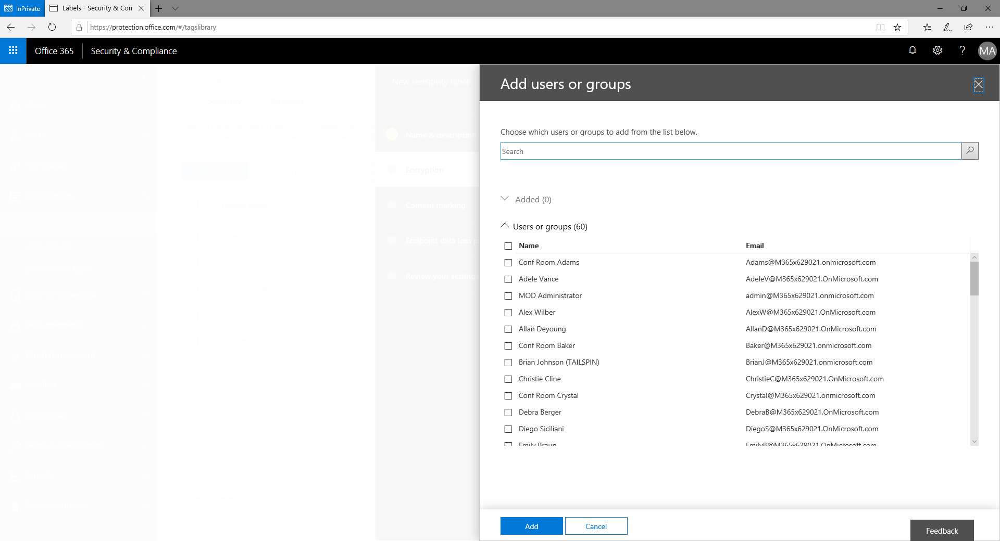 InPrivate
Labels - Security & Com
https://protection.office.com/#/tagslibrary
Office 365
Security & Compliance
MA
New sensitivity label
Name & description
Encryption
Content marking
Endpoint data loss p
Review your settings
Add users or groups
Choose which users or groups to add from the list below.
Search
Added (0)
Users or groups (60)
Name Email
Conf Room Adams Adams@M365x629021.onmicrosoft.com
Adele Vance AdeleV@M365x629021.OnMicrosoft.com
MOD Administrator admin@M365x629021.onmicrosoft.com
Alex Wilber AlexW@M365x629021.OnMicrosoft.com
Allan Deyoung AllanD@M365x629021.OnMicrosoft.com
Conf Room Baker Baker@M365x629021.onmicrosoft.com
Brian Johnson (TAILSPIN) BrianJ@M365x629021.onmicrosoft.com
Christie Cline ChristieC@M365x629021.OnMicrosoft.com
Conf Room Crystal Crystal@M365x629021.onmicrosoft.com
Debra Berger DebraB@M365x629021.OnMicrosoft.com
Diego Siciliani DiegoS@M365x629021.OnMicrosoft.com
Emily Braun EmilyB@M365x629021.OnMicrosoft.com
Add
Cancel
Feedback